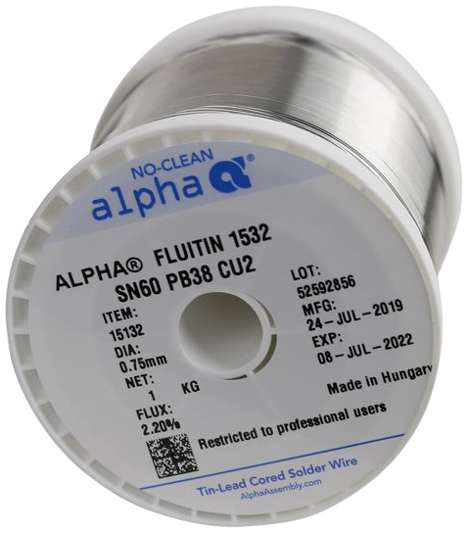 NO-CLEAN
alpha a®
ALPHA® FLUITIN 1532
SN60 PB38 CU2
ITEM:
15132
DIA:
0.75mm
NET:
1 KG
FLUX:
2.20%
LOT:
52592856
MFG:
24-JUL-2019
EXP:
08-JUL-2022
Made in Hungary
Restricted to professional users
Tin-Lead Cored Solder Wire
AlphaAssembly.com